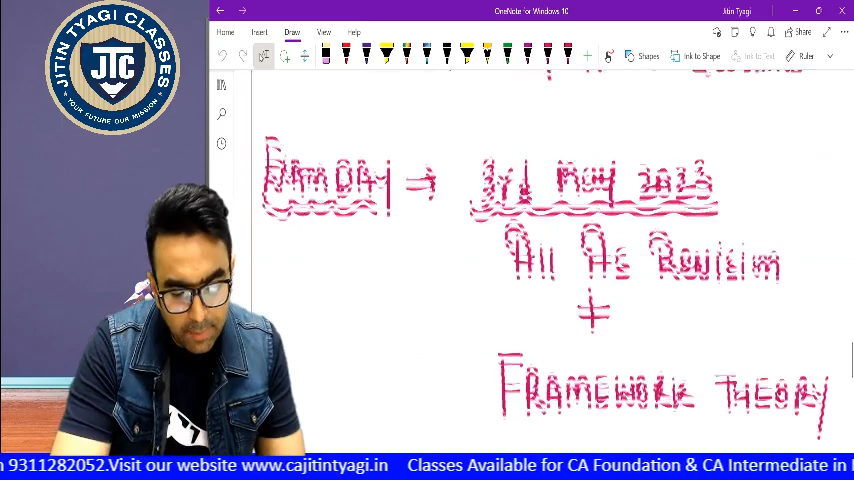 JITIN TYAGI CLASSES
JTC
"YOUR FUTURE OUR MISSION"
OneNote for Windows 10
Jitin Tyagi
Home Insert Draw View Help
Share
Shapes Ink to Shape Ink to Text Ruler
EXAM DAY ⇒ 3rd May 2023
All AS Revision
+
FRAMEWORK THEORY
n 9311282052.Visit our website www.cajitintyagi.in Classes Available for CA Foundation & CA Intermediate in